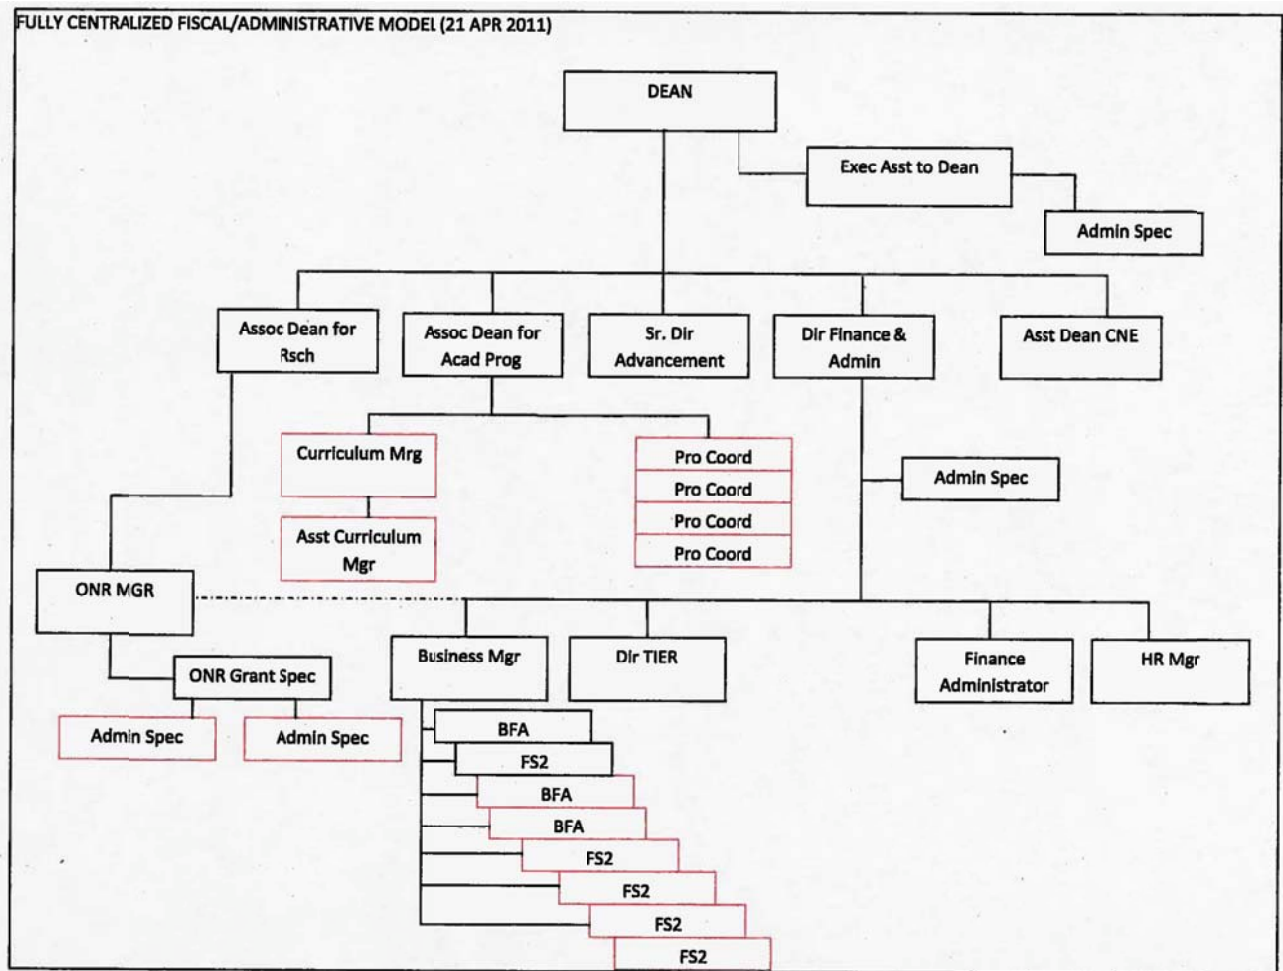 FULLY CENTRALIZED FISCAL/ADMINISTRATIVE MODEL (21 APR 2011)
DEAN
Exec Asst to Dean
Admin Spec
Assoc Dean for
Rsch
Assoc Dean for
Acad Prog
Sr. Dir
Advancement
Dir Finance &
Admin
Asst Dean CNE
Curriculum Mrg
Asst Curriculum
Mgr
Pro Coord
Pro Coord
Pro Coord
Pro Coord
Admin Spec
ONR MGR
ONR Grant Spec
Admin Spec
Admin Spec
Business Mgr
Dir TIER
Finance
Administrator
HR Mgr
BFA
FS2
BFA
BFA
FS2
FS2
FS2
FS2